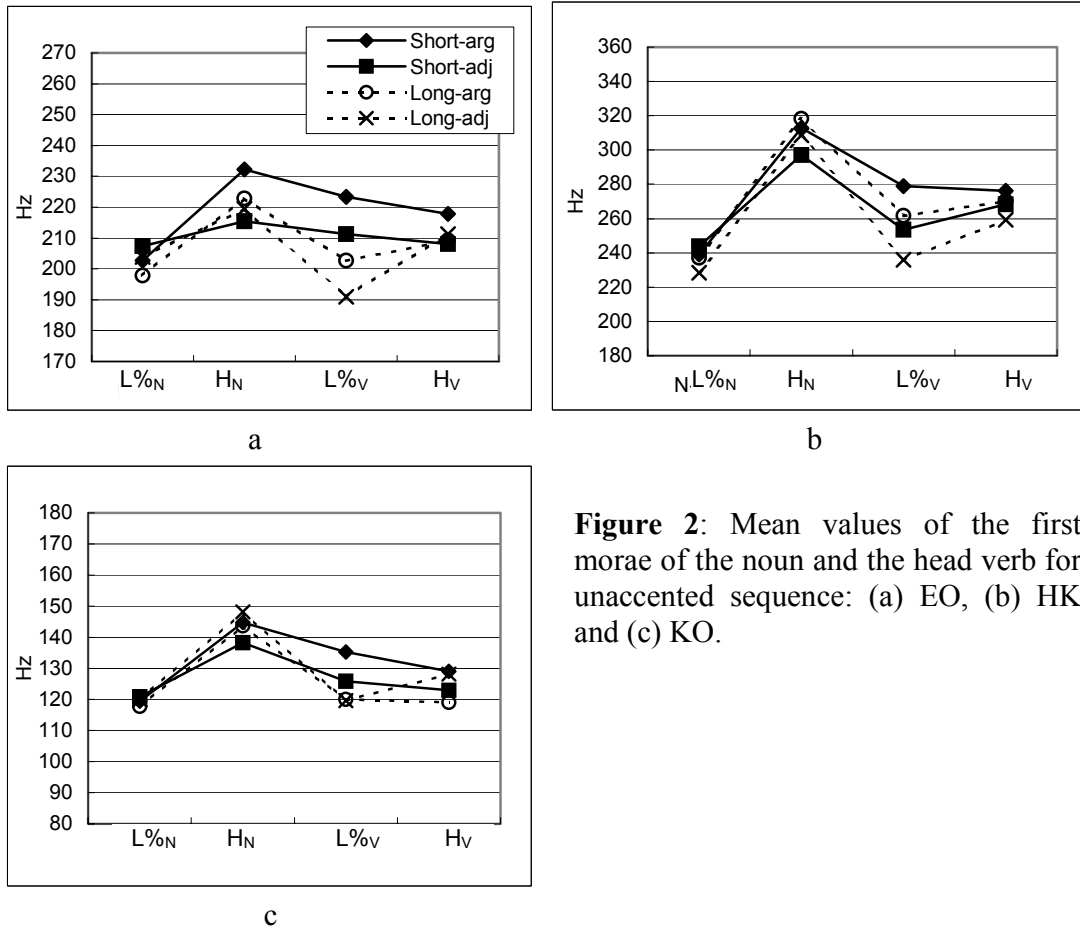 270
260
250
240
230
220
210
200
190
180
170
Hz
Short-arg
Short-adj
Long-arg
Long-adj
L%N HN L%V HV
a
360
340
320
300
280
260
240
220
200
180
Hz
N L%N HN L%V HV
b
180
170
160
150
140
130
120
110
100
90
80
Hz
L%N HN L%V HV
c
Figure 2: Mean values of the first
morae of the noun and the head verb for
unaccented sequence: (a) EO, (b) HK
and (c) KO.